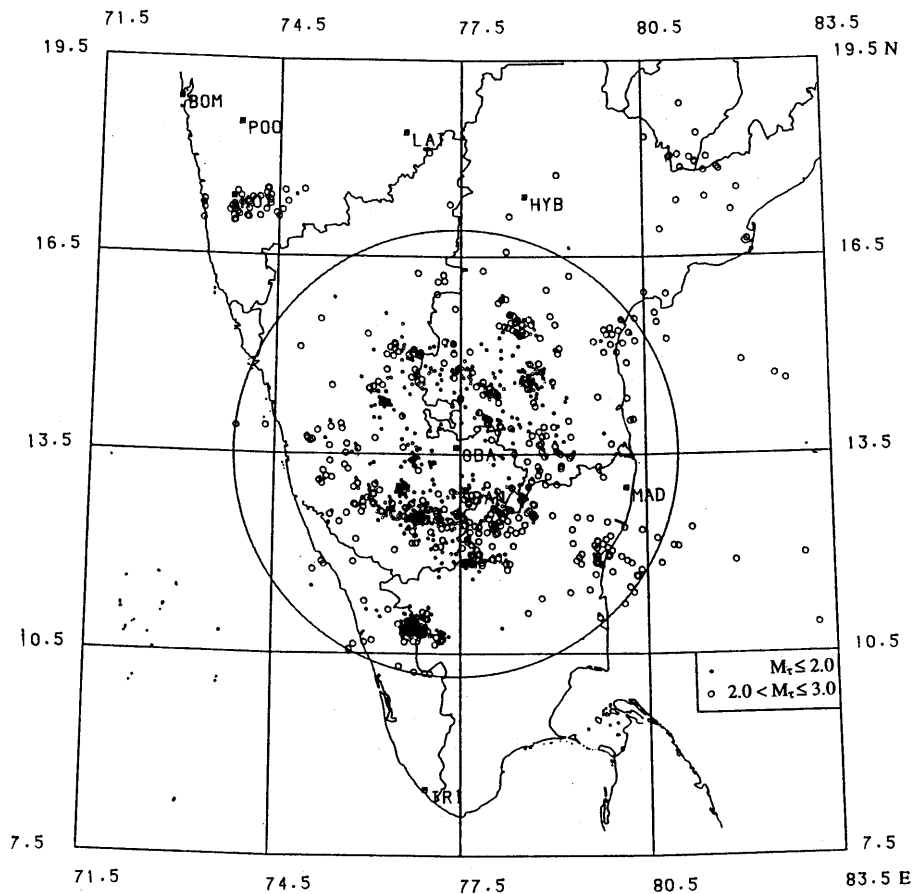 71.5 74.5 77.5 80.5 83.5
19.5 19.5 N
BOM
POO
LAT
HYB
16.5 16.5
13.5 13.5
GBA
MAD
10.5 10.5
Mτ ≤ 2.0
2.0 < Mτ ≤ 3.0
TRI
7.5 7.5
71.5 74.5 77.5 80.5 83.5 E